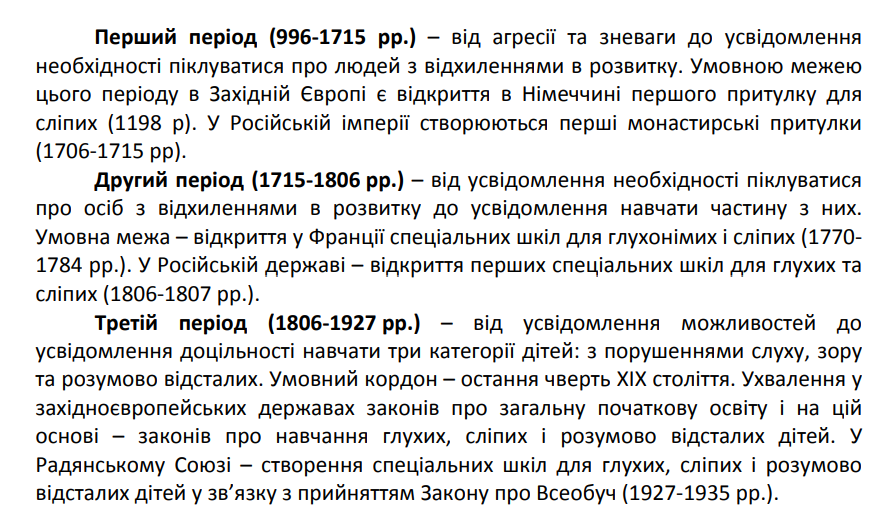 Перший період (996-1715 рр.) – від агресії та зневаги до усвідомлення
необхідності піклуватися про людей з відхиленнями в розвитку. Умовною межею
цього періоду в Західній Європі є відкриття в Німеччині першого притулку для
сліпих (1198 р). У Російській імперії створюються перші монастирські притулки
(1706-1715 рр).
Другий період (1715-1806 рр.) – від усвідомлення необхідності піклуватися
про осіб з відхиленнями в розвитку до усвідомлення навчати частину з них.
Умовна межа – відкриття у Франції спеціальних шкіл для глухонімих і сліпих (1770-
1784 рр.). У Російській державі – відкриття перших спеціальних шкіл для глухих та
сліпих (1806-1807 рр.).
Третій період (1806-1927 рр.) – від усвідомлення можливостей до
усвідомлення доцільності навчати три категорії дітей: з порушеннями слуху, зору
та розумово відсталих. Умовний кордон – остання чверть XIX століття. Ухвалення у
західноєвропейських державах законів про загальну початкову освіту і на цій
основі – законів про навчання глухих, сліпих і розумово відсталих дітей. У
Радянському Союзі – створення спеціальних шкіл для глухих, сліпих і розумово
відсталих дітей у зв’язку з прийняттям Закону про Всеобуч (1927-1935 рр.).